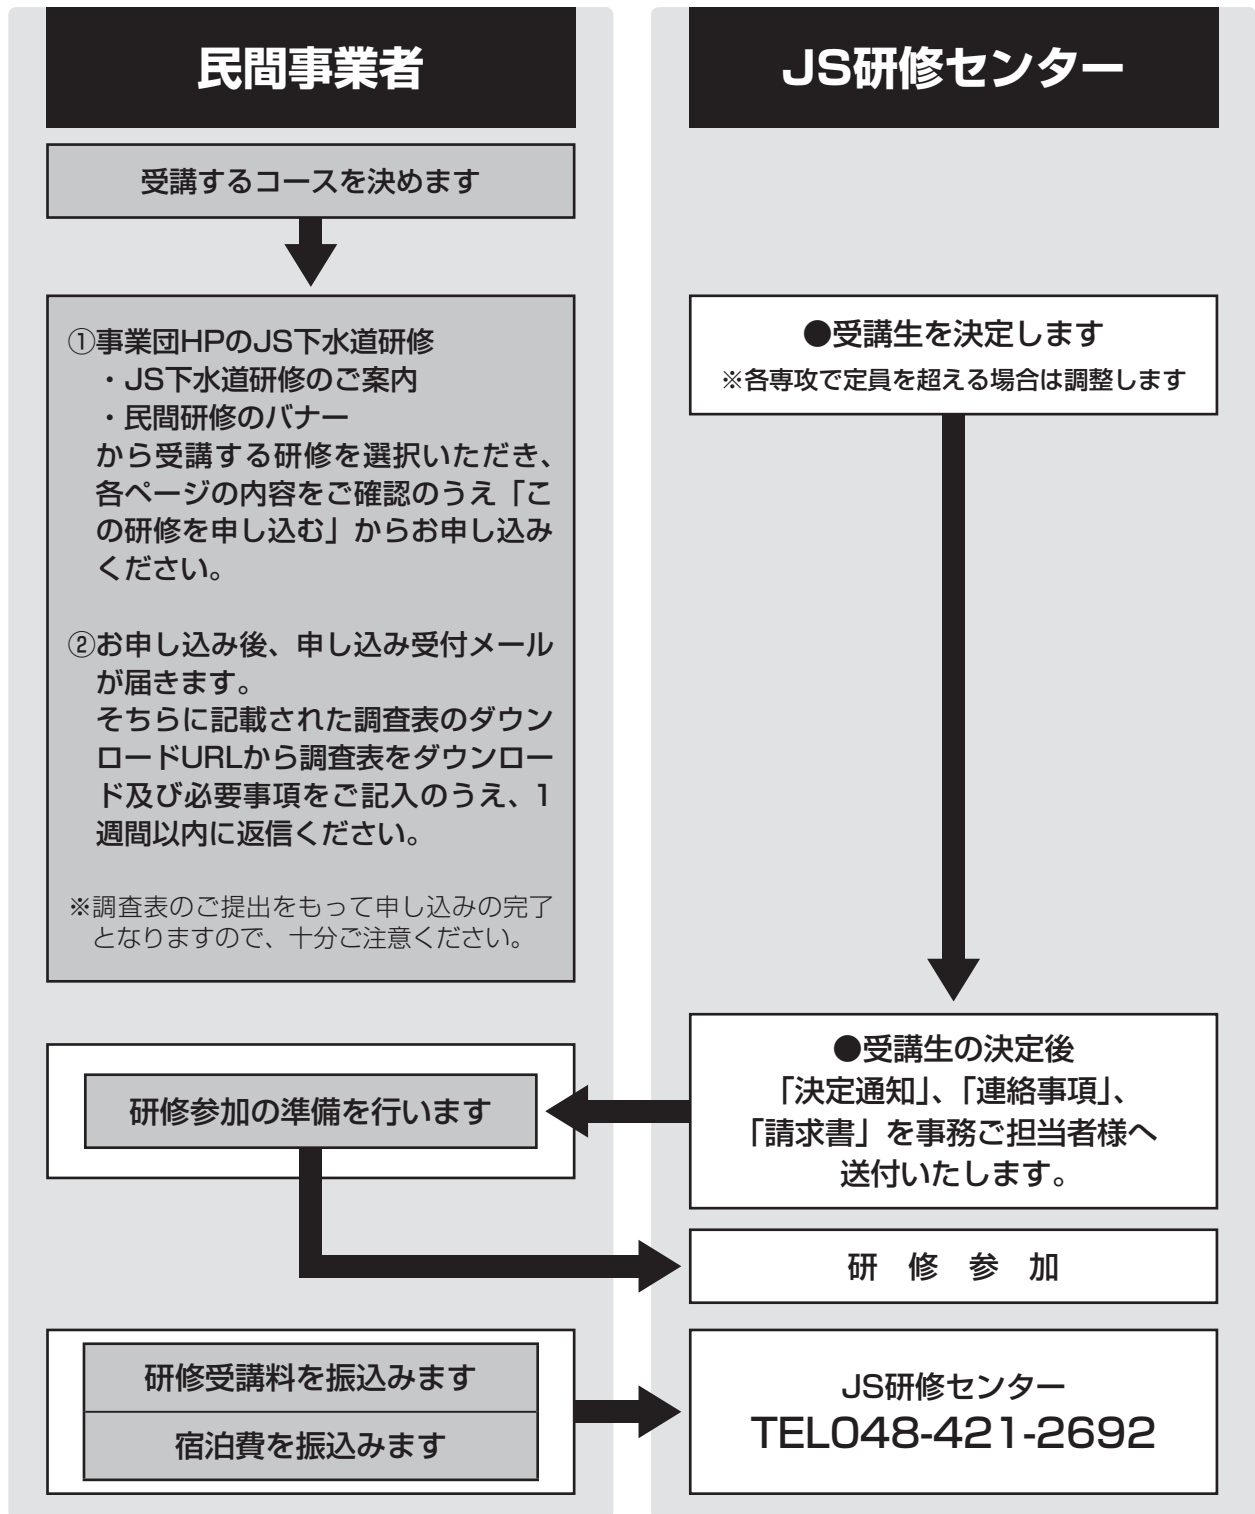 民間事業者
受講するコースを決めます
①事業団HPのJS下水道研修
・JS下水道研修のご案内
・民間研修のバナー
から受講する研修を選択いただき、
各ページの内容をご確認のうえ「こ
の研修を申し込む」からお申し込み
ください。
②お申し込み後、申し込み受付メール
が届きます。
そちらに記載された調査表のダウン
ロードURLから調査表をダウンロー
ド及び必要事項をご記入のうえ、1
週間以内に返信ください。
※調査表のご提出をもって申し込みの完了
となりますので、十分ご注意ください。
研修参加の準備を行います
研修受講料を振込みます
宿泊費を振込みます
JS研修センター
●受講生を決定します
※各専攻で定員を超える場合は調整します
●受講生の決定後
「決定通知」、「連絡事項」、
「請求書」を事務ご担当者様へ
送付いたします。
研 修 参 加
JS研修センター
TEL048-421-2692